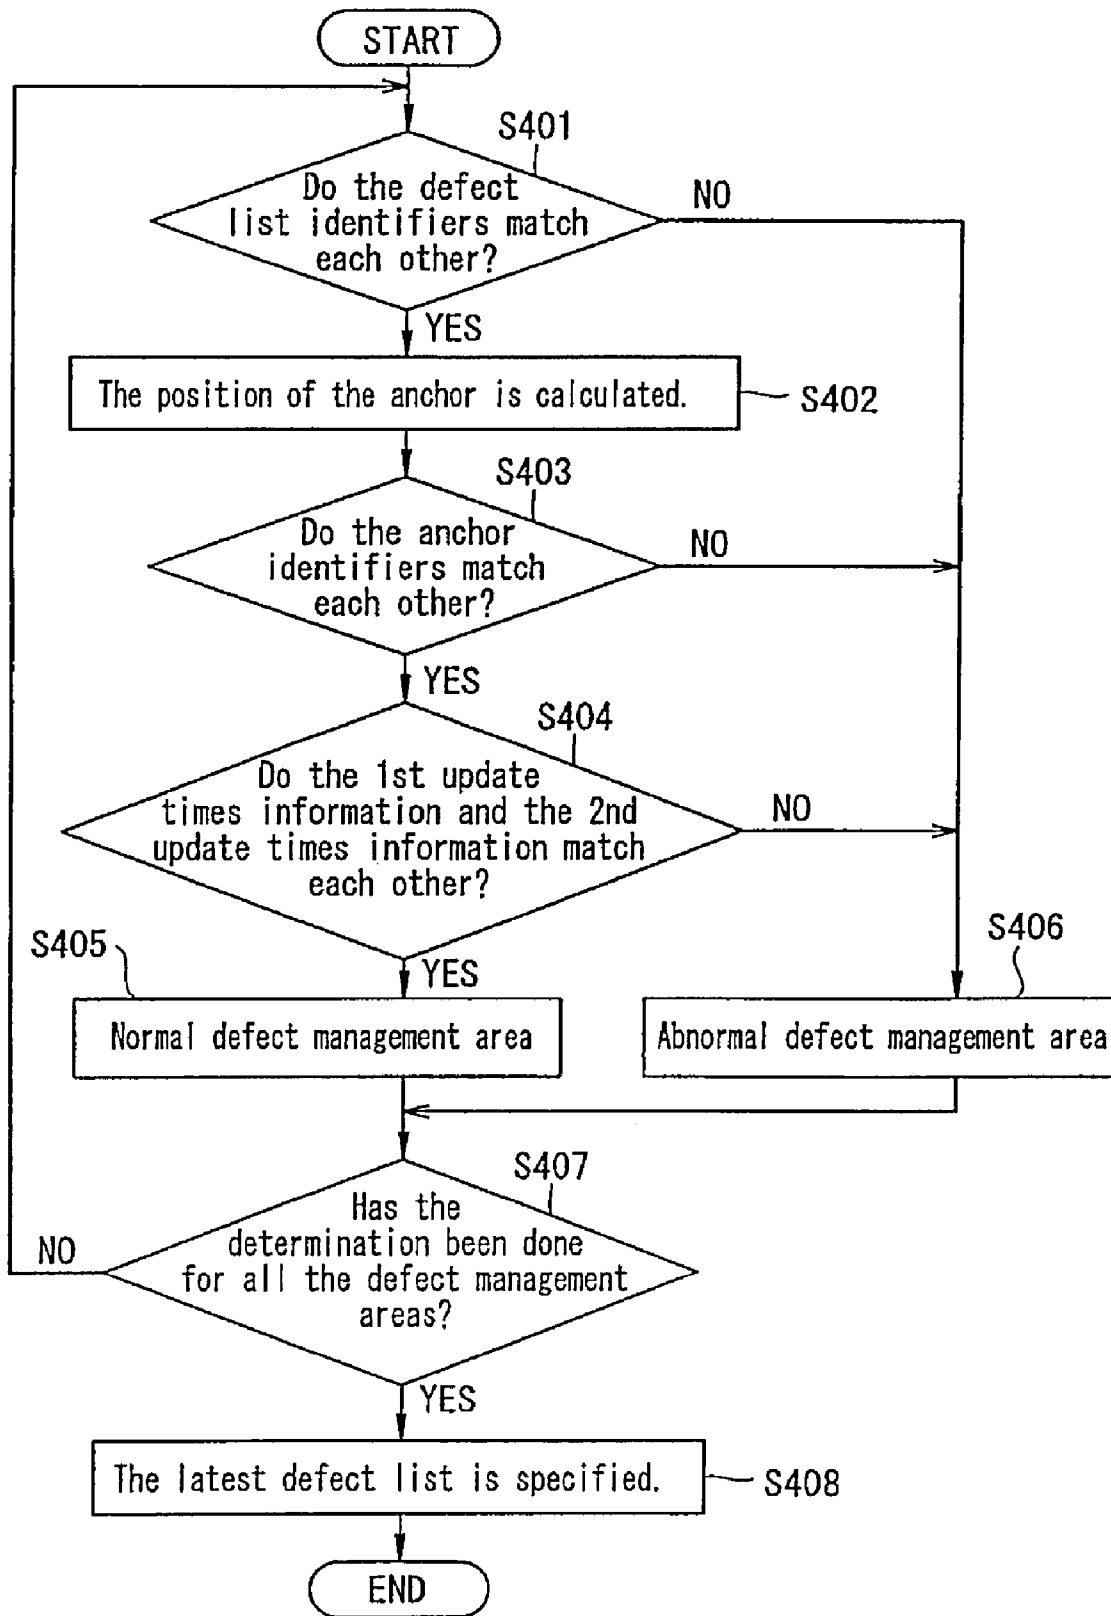 START
S401
Do the defect
list identifiers match
each other?
NO
YES
The position of the anchor is calculated.
S402
S403
Do the anchor
identifiers match
each other?
NO
YES
S404
Do the 1st update
times information and the 2nd
update times information match
each other?
NO
S405
YES
S406
Normal defect management area
Abnormal defect management area
S407
Has the
determination been done
for all the defect management
areas?
NO
YES
The latest defect list is specified.
S408
END